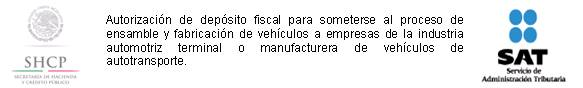 Autorización de depósito fiscal para someterse al proceso de
ensamble y fabricación de vehículos a empresas de la industria
automotriz terminal o manufacturera de vehículos de
autotransporte.
SHCP
SECRETARÍA DE HACIENDA
Y CRÉDITO PÚBLICO
SAT
Servicio de
Administración Tributaria